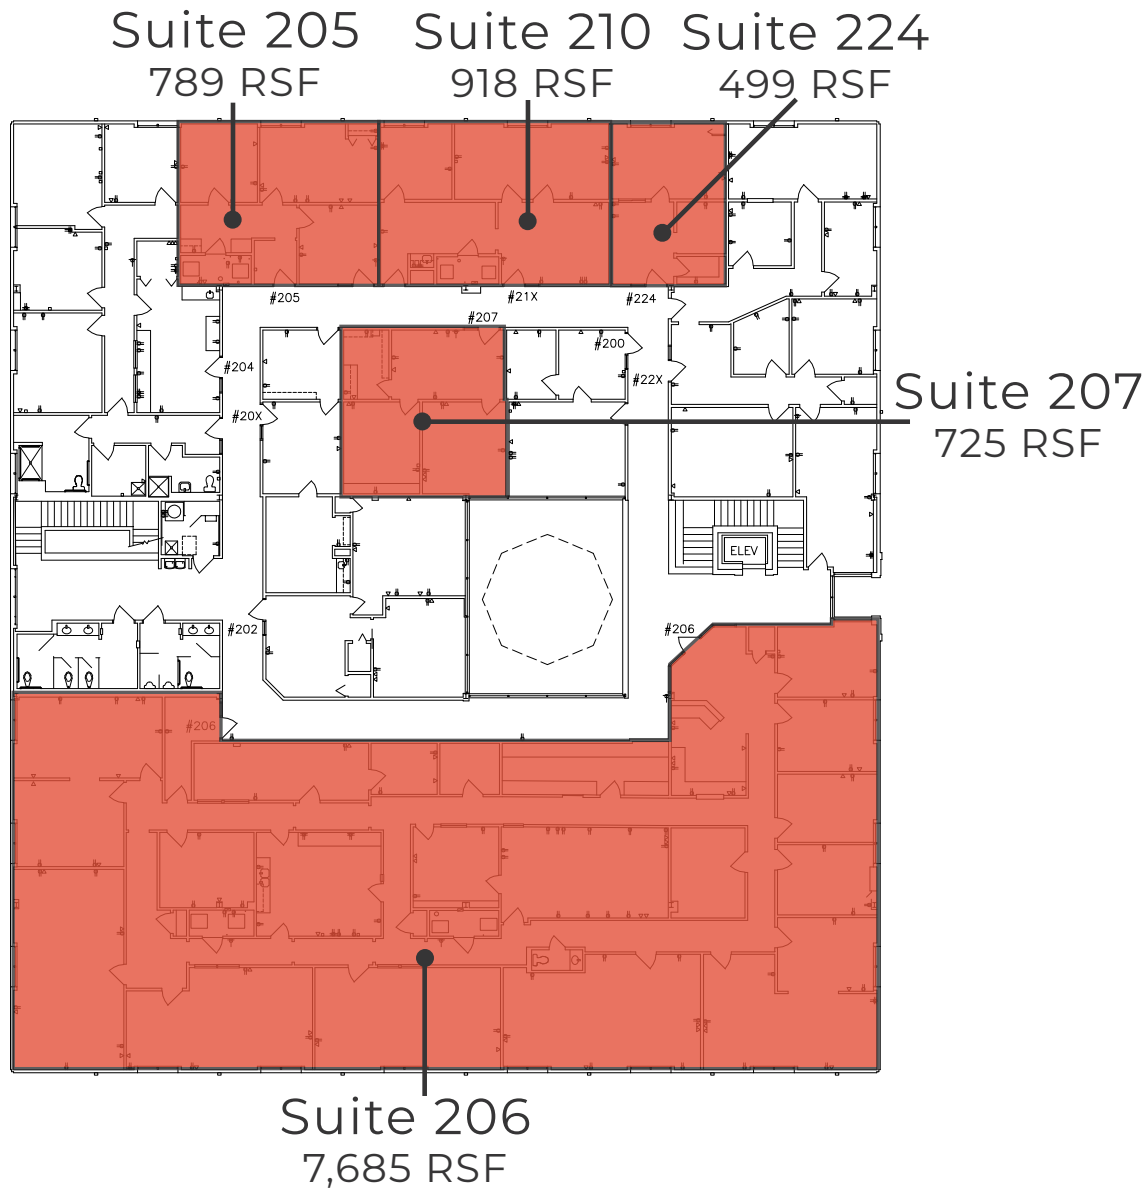 Suite 205
789 RSF
Suite 210
918 RSF
Suite 224
499 RSF
#205
#21X
#224
#207
#200
#204
#22X
#20X
Suite 207
725 RSF
ELEV
#202
#206
#206
Suite 206
7,685 RSF